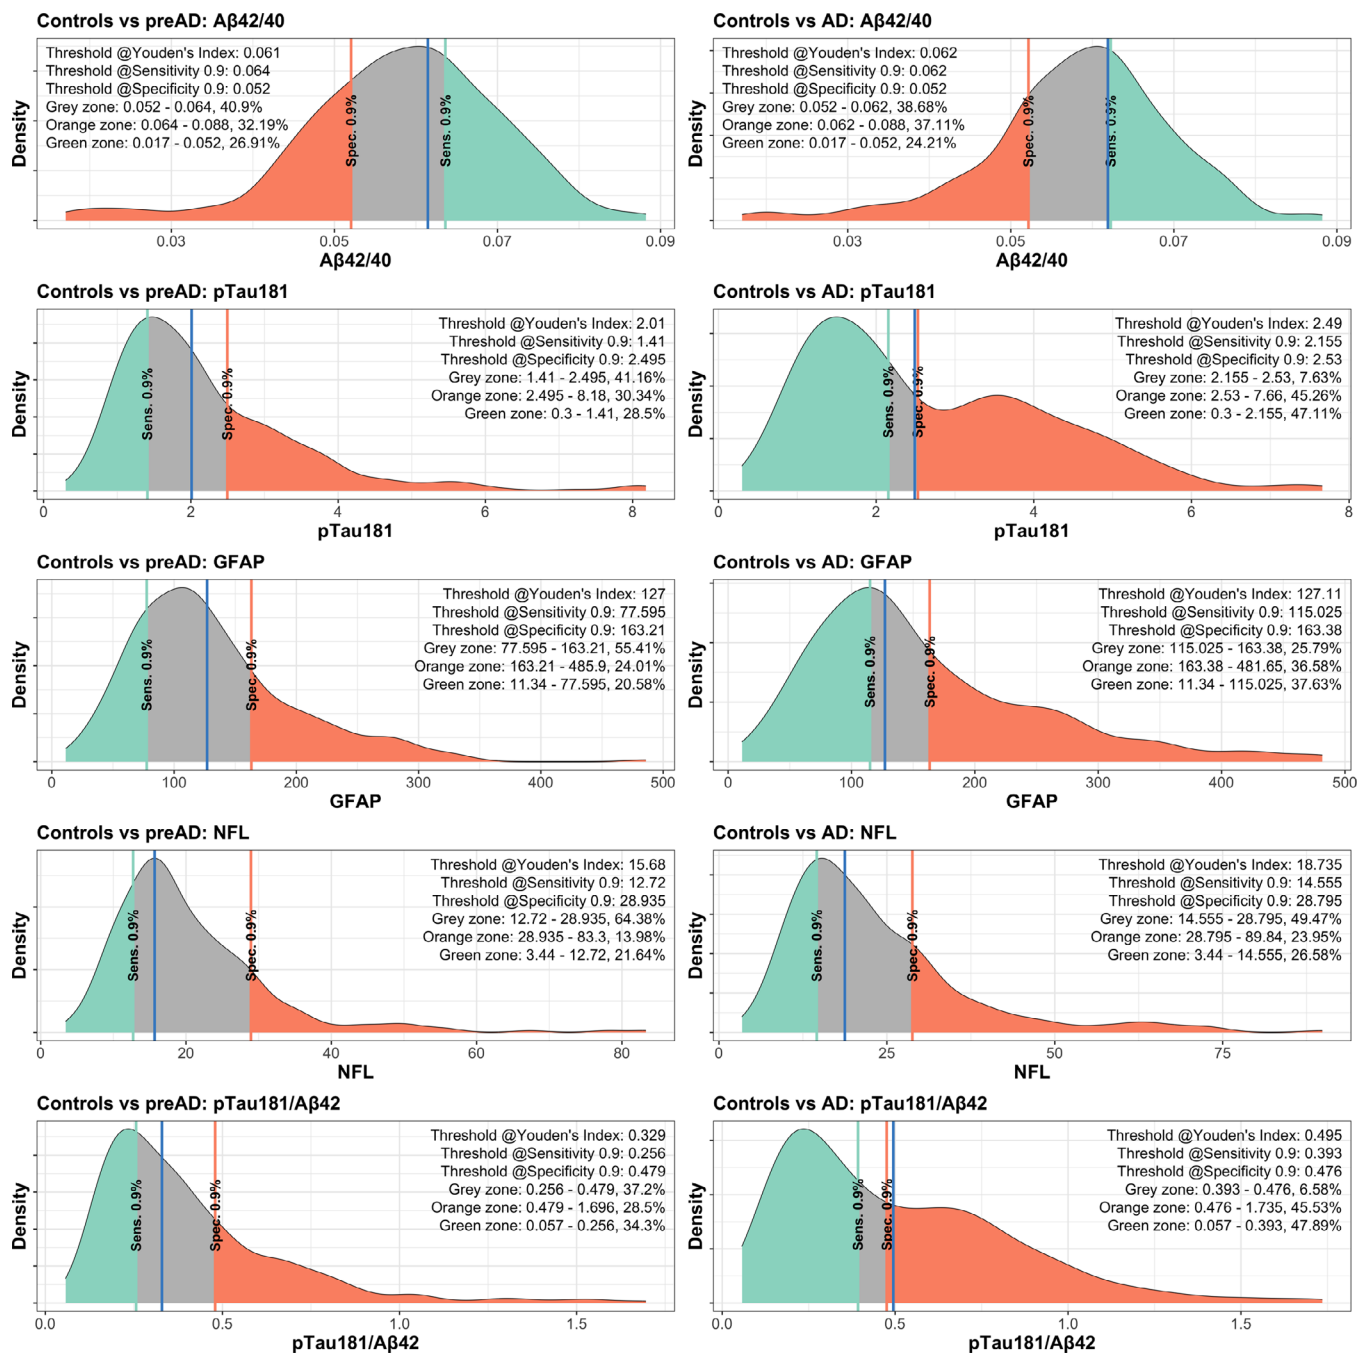 Controls vs preAD: Aβ42/40
Threshold @Youden's Index: 0.061
Threshold @Sensitivity 0.9: 0.064
Threshold @Specificity 0.9: 0.052
Grey zone: 0.052 - 0.064, 40.9%
Orange zone: 0.064 - 0.088, 32.19%
Green zone: 0.017 - 0.052, 26.91%
Spec. 0.9%
Sens. 0.9%
Density
0.03 0.05 0.07 0.09
Aβ42/40
Controls vs AD: Aβ42/40
Threshold @Youden's Index: 0.062
Threshold @Sensitivity 0.9: 0.062
Threshold @Specificity 0.9: 0.052
Grey zone: 0.052 - 0.062, 38.68%
Orange zone: 0.062 - 0.088, 37.11%
Green zone: 0.017 - 0.052, 24.21%
Spec. 0.9%
Sens. 0.9%
Density
0.03 0.05 0.07 0.09
Aβ42/40
Controls vs preAD: pTau181
Threshold @Youden's Index: 2.01
Threshold @Sensitivity 0.9: 1.41
Threshold @Specificity 0.9: 2.495
Grey zone: 1.41 - 2.495, 41.16%
Orange zone: 2.495 - 8.18, 30.34%
Green zone: 0.3 - 1.41, 28.5%
Sens. 0.9%
Spec. 0.9%
Density
0 2 4 6 8
pTau181
Controls vs AD: pTau181
Threshold @Youden's Index: 2.49
Threshold @Sensitivity 0.9: 2.155
Threshold @Specificity 0.9: 2.53
Grey zone: 2.155 - 2.53, 7.63%
Orange zone: 2.53 - 7.66, 45.26%
Green zone: 0.3 - 2.155, 47.11%
Sens. 0.9%
Spec. 0.9%
Density
0 2 4 6 8
pTau181
Controls vs preAD: GFAP
Threshold @Youden's Index: 127
Threshold @Sensitivity 0.9: 77.595
Threshold @Specificity 0.9: 163.21
Grey zone: 77.595 - 163.21, 55.41%
Orange zone: 163.21 - 485.9, 24.01%
Green zone: 11.34 - 77.595, 20.58%
Sens. 0.9%
Spec. 0.9%
Density
0 100 200 300 400 500
GFAP
Controls vs AD: GFAP
Threshold @Youden's Index: 127.11
Threshold @Sensitivity 0.9: 115.025
Threshold @Specificity 0.9: 163.38
Grey zone: 115.025 - 163.38, 25.79%
Orange zone: 163.38 - 481.65, 36.58%
Green zone: 11.34 - 115.025, 37.63%
Sens. 0.9%
Spec. 0.9%
Density
0 100 200 300 400 500
GFAP
Controls vs preAD: NFL
Threshold @Youden's Index: 15.68
Threshold @Sensitivity 0.9: 12.72
Threshold @Specificity 0.9: 28.935
Grey zone: 12.72 - 28.935, 64.38%
Orange zone: 28.935 - 83.3, 13.98%
Green zone: 3.44 - 12.72, 21.64%
Sens. 0.9%
Spec. 0.9%
Density
0 20 40 60 80
NFL
Controls vs AD: NFL
Threshold @Youden's Index: 18.735
Threshold @Sensitivity 0.9: 14.555
Threshold @Specificity 0.9: 28.795
Grey zone: 14.555 - 28.795, 49.47%
Orange zone: 28.795 - 89.84, 23.95%
Green zone: 3.44 - 14.555, 26.58%
Sens. 0.9%
Spec. 0.9%
Density
0 25 50 75
NFL
Controls vs preAD: pTau181/Aβ42
Threshold @Youden's Index: 0.329
Threshold @Sensitivity 0.9: 0.256
Threshold @Specificity 0.9: 0.479
Grey zone: 0.256 - 0.479, 37.2%
Orange zone: 0.479 - 1.696, 28.5%
Green zone: 0.057 - 0.256, 34.3%
Sens. 0.9%
Spec. 0.9%
Density
0.0 0.5 1.0 1.5
pTau181/Aβ42
Controls vs AD: pTau181/Aβ42
Threshold @Youden's Index: 0.495
Threshold @Sensitivity 0.9: 0.393
Threshold @Specificity 0.9: 0.476
Grey zone: 0.393 - 0.476, 6.58%
Orange zone: 0.476 - 1.735, 45.53%
Green zone: 0.057 - 0.393, 47.89%
Sens. 0.9%
Spec. 0.9%
Density
0.0 0.5 1.0 1.5
pTau181/Aβ42